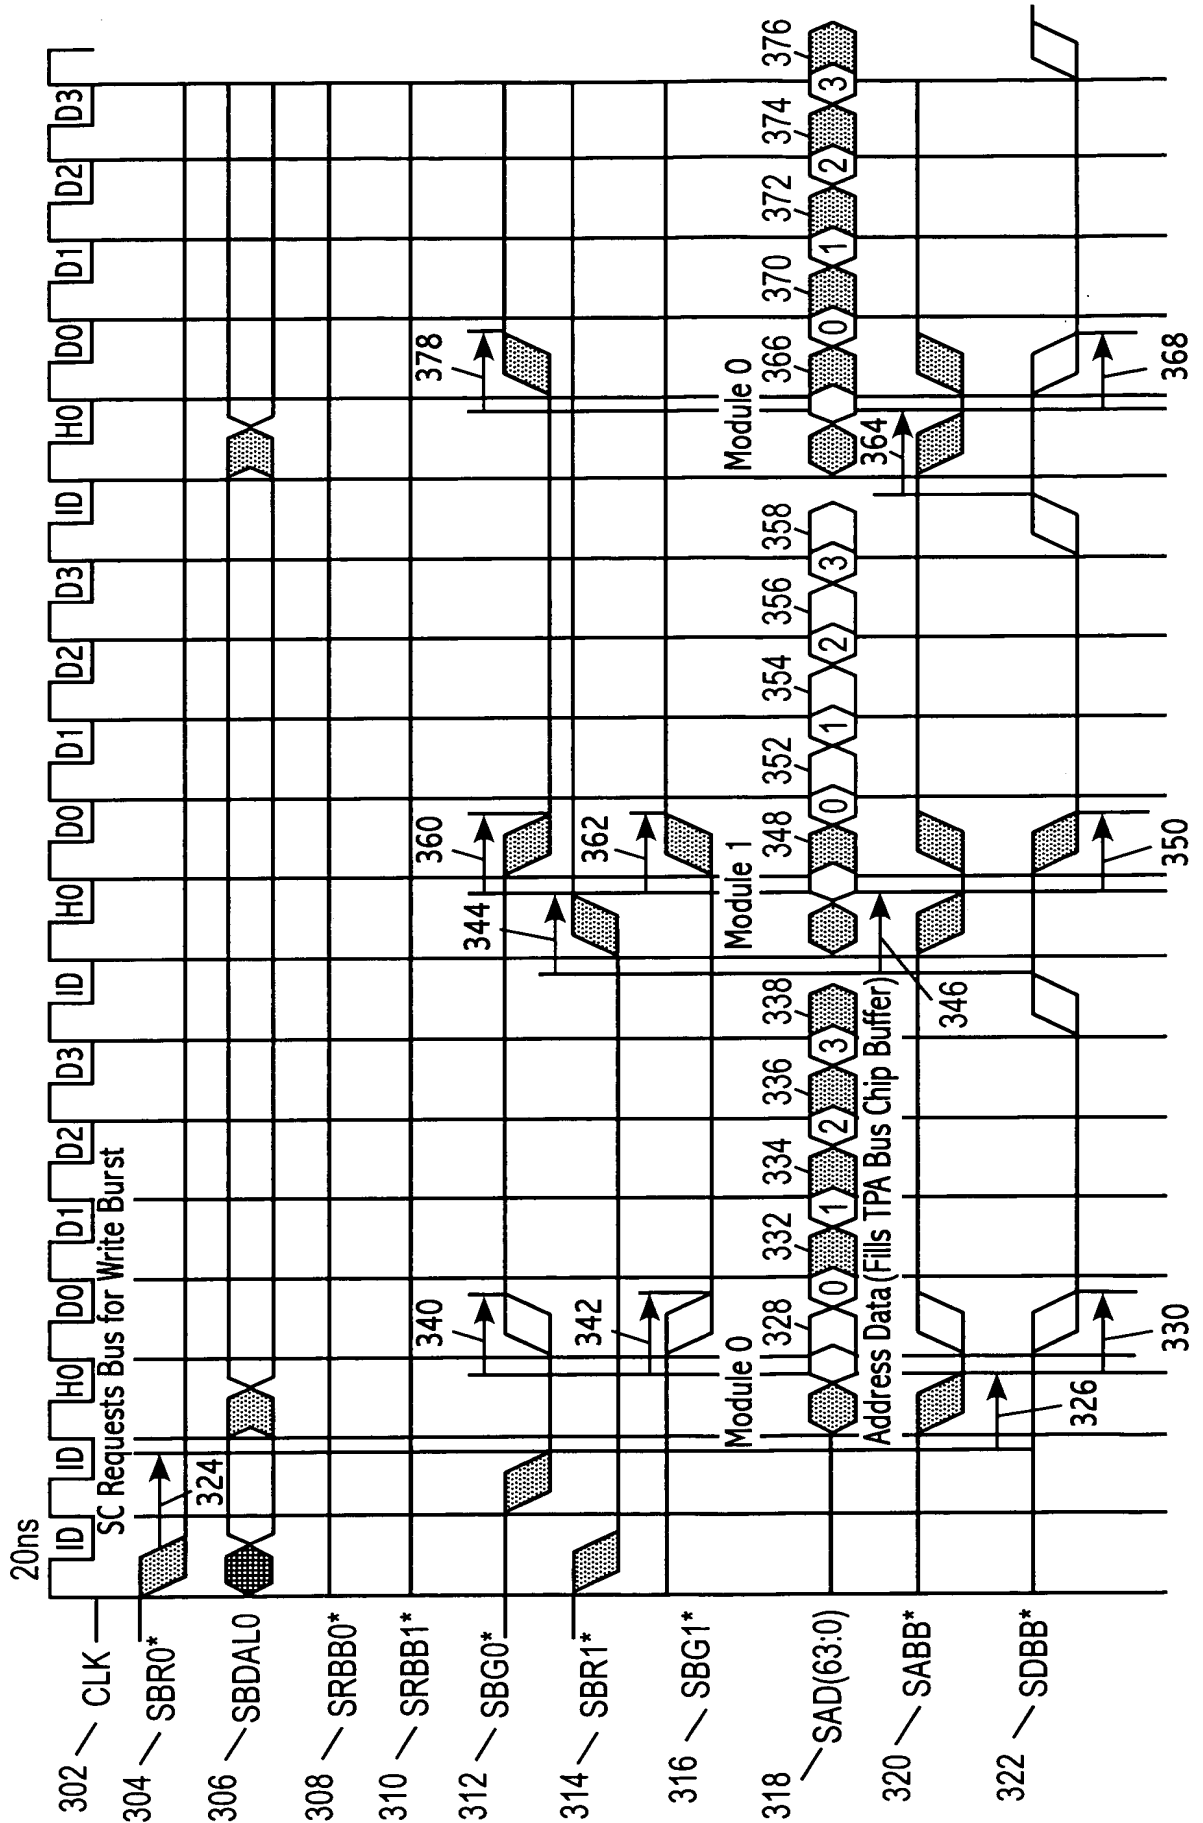 20ns
ID ID H0 D0 D1 D2 D3 ID H0 D0 D1 D2 D3 ID H0 D0 D1 D2 D3
302 CLK
SC Requests Bus for Write Burst
304 SBR0*
324
306 SBDAL0
308 SRBB0*
310 SRBB1*
312 SBG0*
340 344 360 378
314 SBR1*
342 362
316 SBG1*
Module 0 Module 1 Module 0
328 332 334 336 338 348 352 354 356 358 366 370 372 374 376
318 SAD(63:0)
0 1 2 3 0 1 2 3 0 1 2 3
Address Data (Fills TPA Bus Chip Buffer)
364
320 SABB*
346
326
322 SDBB*
330 350 368